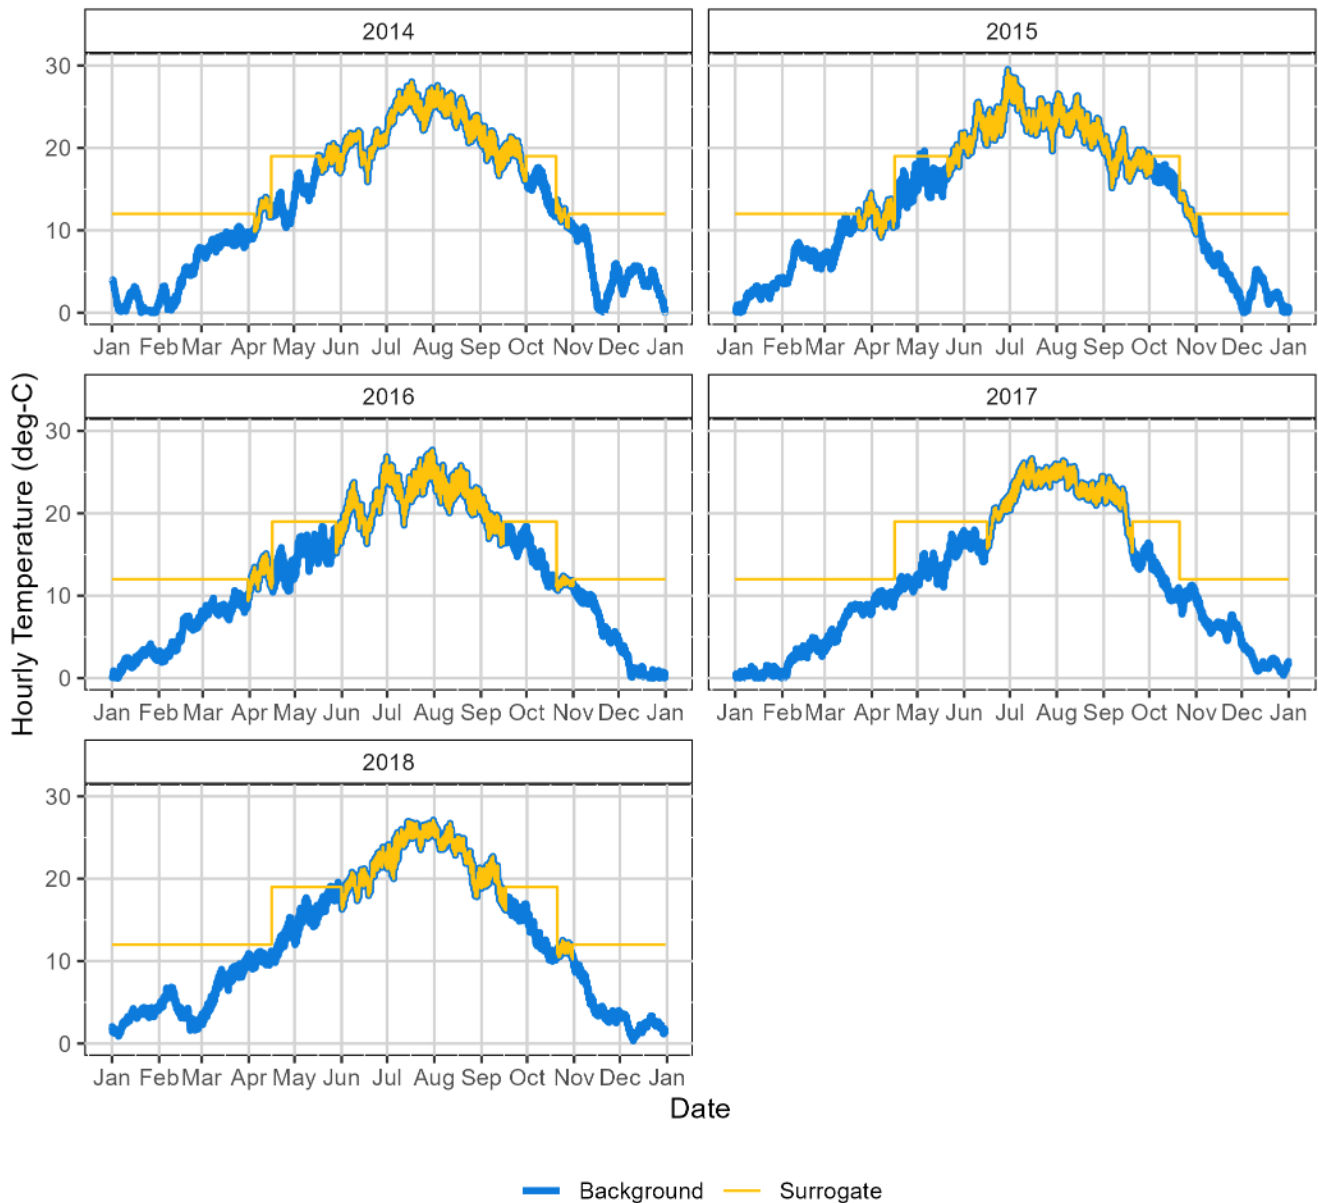 2014
2015
30
20
10
0
Jan Feb Mar Apr May Jun Jul Aug Sep Oct Nov Dec Jan
Jan Feb Mar Apr May Jun Jul Aug Sep Oct Nov Dec Jan
Hourly Temperature (deg-C)
2016
2017
30
20
10
0
Jan Feb Mar Apr May Jun Jul Aug Sep Oct Nov Dec Jan
Jan Feb Mar Apr May Jun Jul Aug Sep Oct Nov Dec Jan
2018
30
20
10
0
Jan Feb Mar Apr May Jun Jul Aug Sep Oct Nov Dec Jan
Date
Background Surrogate